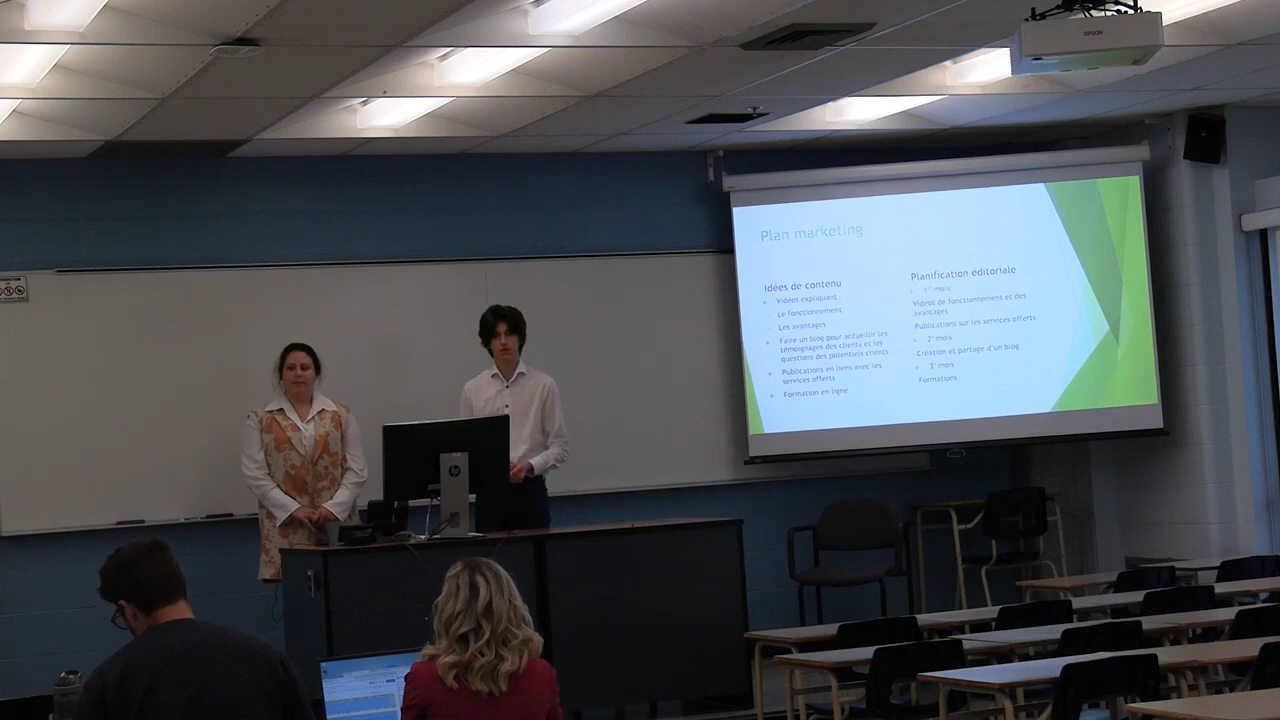 EPSON
Plan marketing
Idées de contenu
Vidéos expliquant
Le fonctionnement
Les avantages
Faire un blog pour accueillir les
témoignages des clients et les
questions des potentiels clients
Publications en liens avec les
services offerts
Formation en ligne
Planification éditoriale
1er mois:
Vidéos de fonctionnement et des
avantages
Publications sur les services offerts
2e mois
Création et partage d'un blog
3e mois
Formations
hp